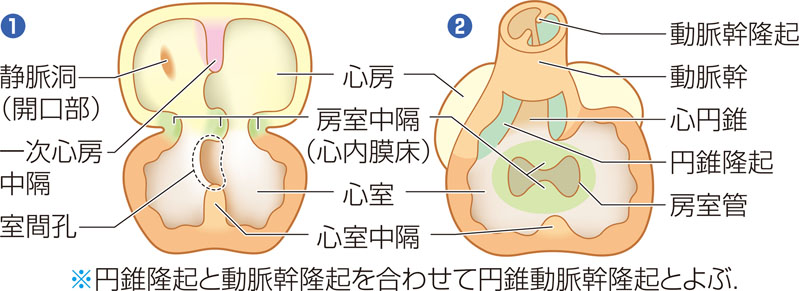 1
静脈洞
(開口部)
一次心房
中隔
室間孔
心房
房室中隔
(心内膜床)
心室
心室中隔
2
動脈幹隆起
動脈幹
心円錐
円錐隆起
房室管
※円錐隆起と動脈幹隆起を合わせて円錐動脈幹隆起とよぶ.